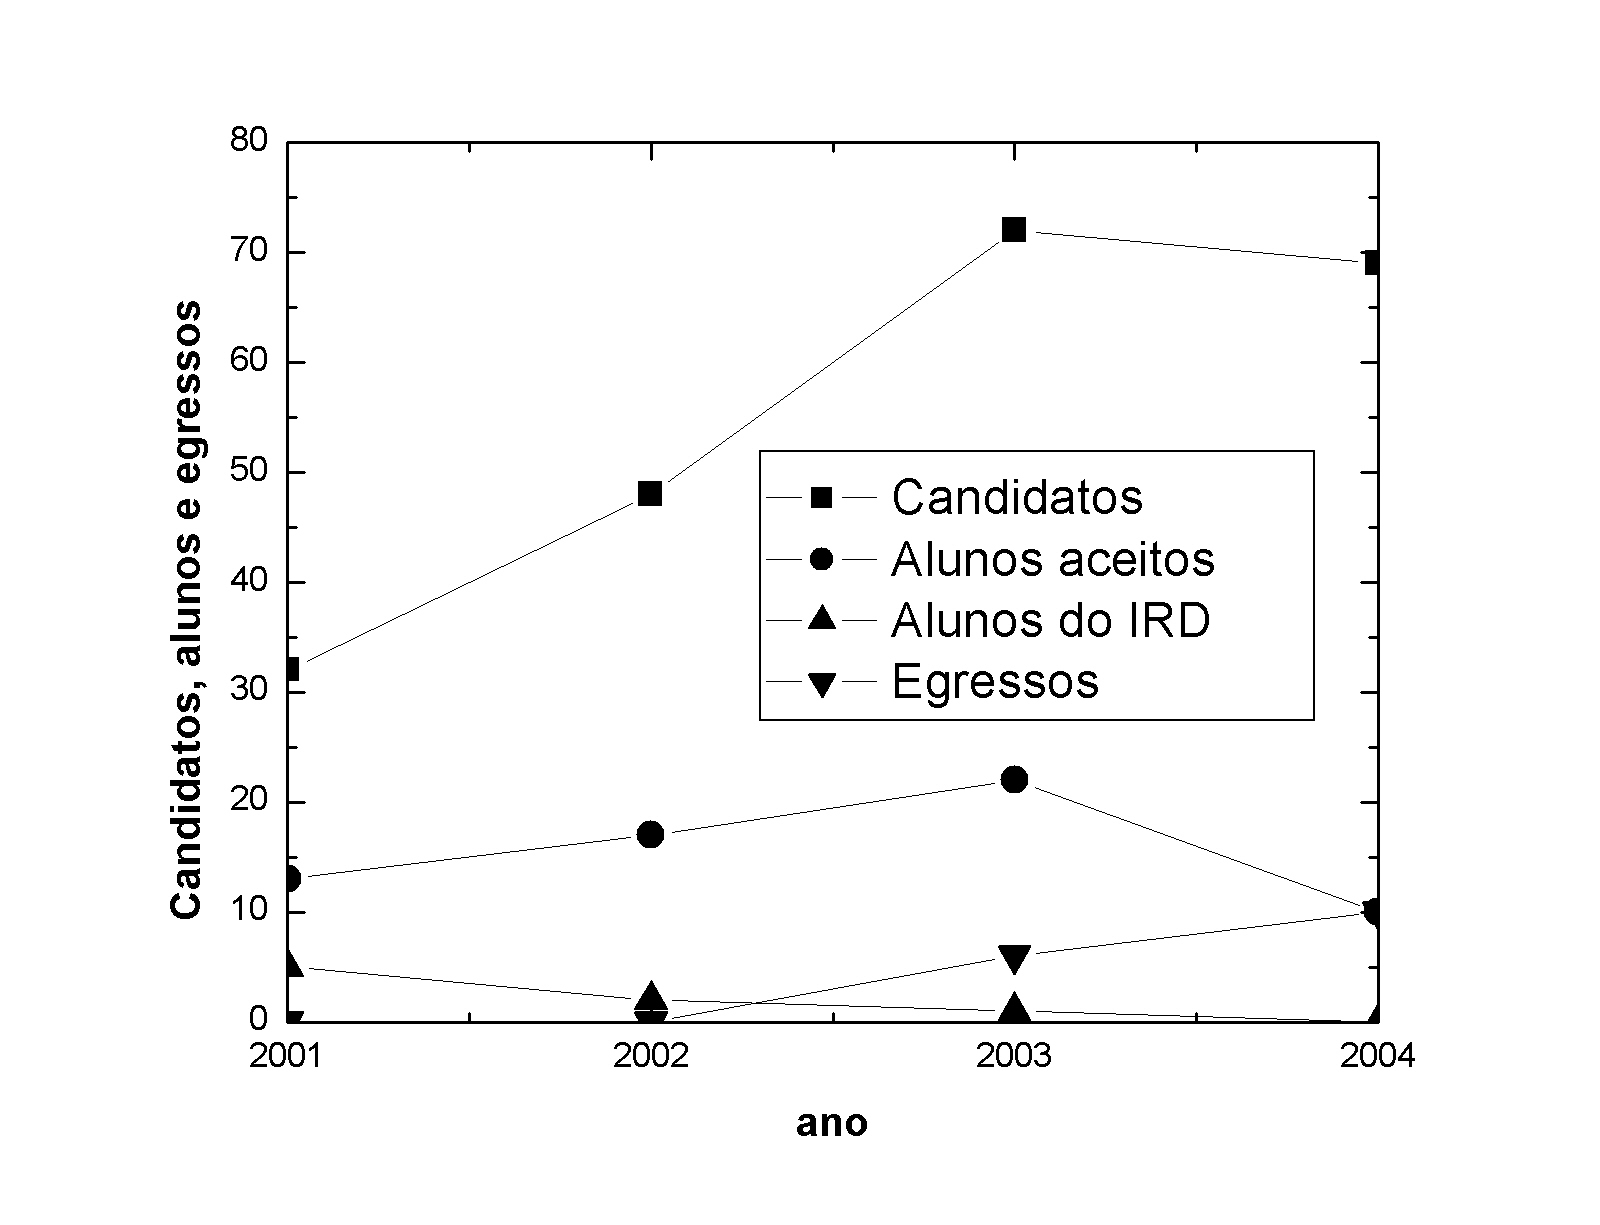 80
70
60
50
40
30
20
10
0
Candidatos, alunos e egressos
Candidatos
Alunos aceitos
Alunos do IRD
Egressos
2001 2002 2003 2004
ano